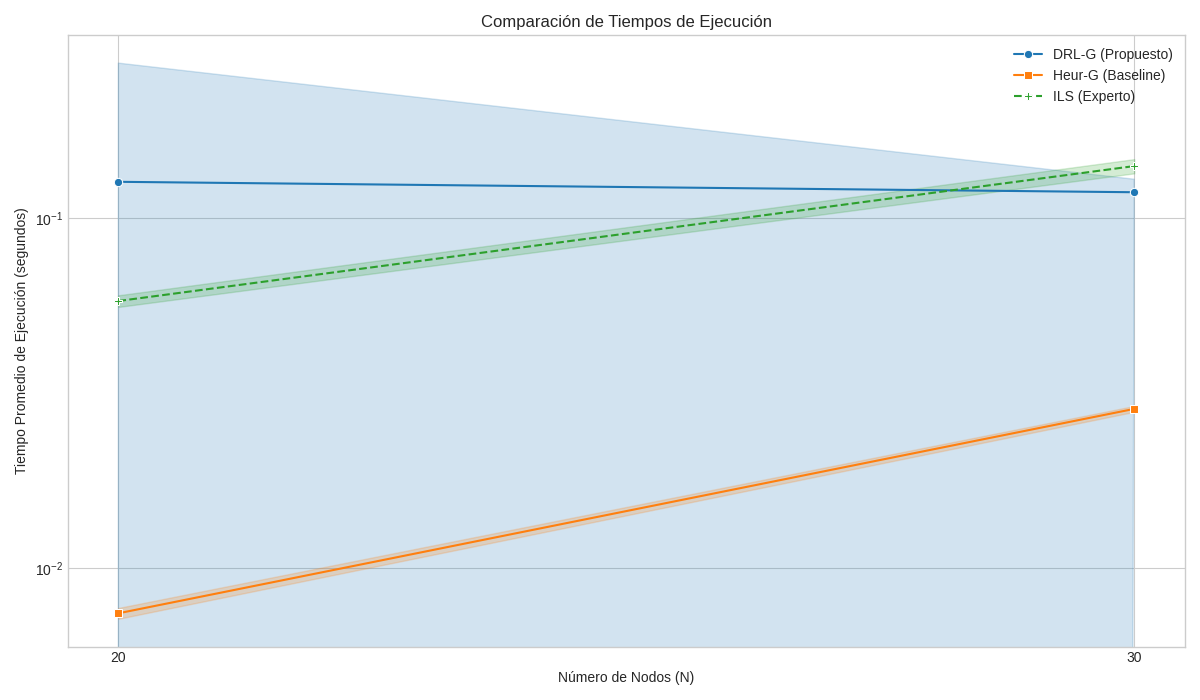 Comparación de Tiempos de Ejecución
DRL-G (Propuesto)
Heur-G (Baseline)
ILS (Experto)
Tiempo Promedio de Ejecución (segundos)
10⁻¹
10⁻²
20
30
Número de Nodos (N)